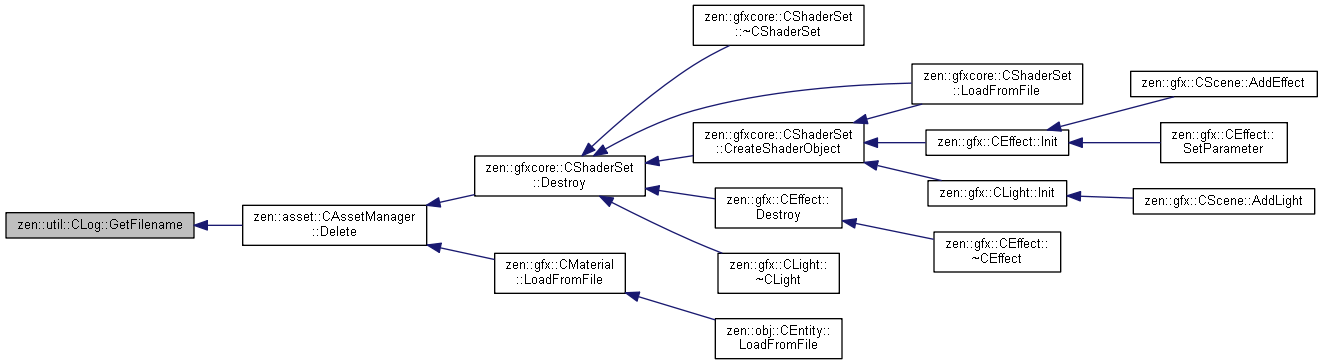 zen::gfxcore::CShaderSet
::~CShaderSet
zen::gfxcore::CShaderSet
::LoadFromFile
zen::gfx::CScene::AddEffect
zen::gfxcore::CShaderSet
::CreateShaderObject
zen::gfx::CEffect::Init
zen::gfx::CEffect::
SetParameter
zen::gfxcore::CShaderSet
::Destroy
zen::gfx::CLight::Init
zen::gfx::CScene::AddLight
zen::gfx::CEffect::
Destroy
zen::util::CLog::GetFilename
zen::asset::CAssetManager
::Delete
zen::gfx::CEffect::
~CEffect
zen::gfx::CMaterial
::LoadFromFile
zen::gfx::CLight::
~CLight
zen::obj::CEntity::
LoadFromFile